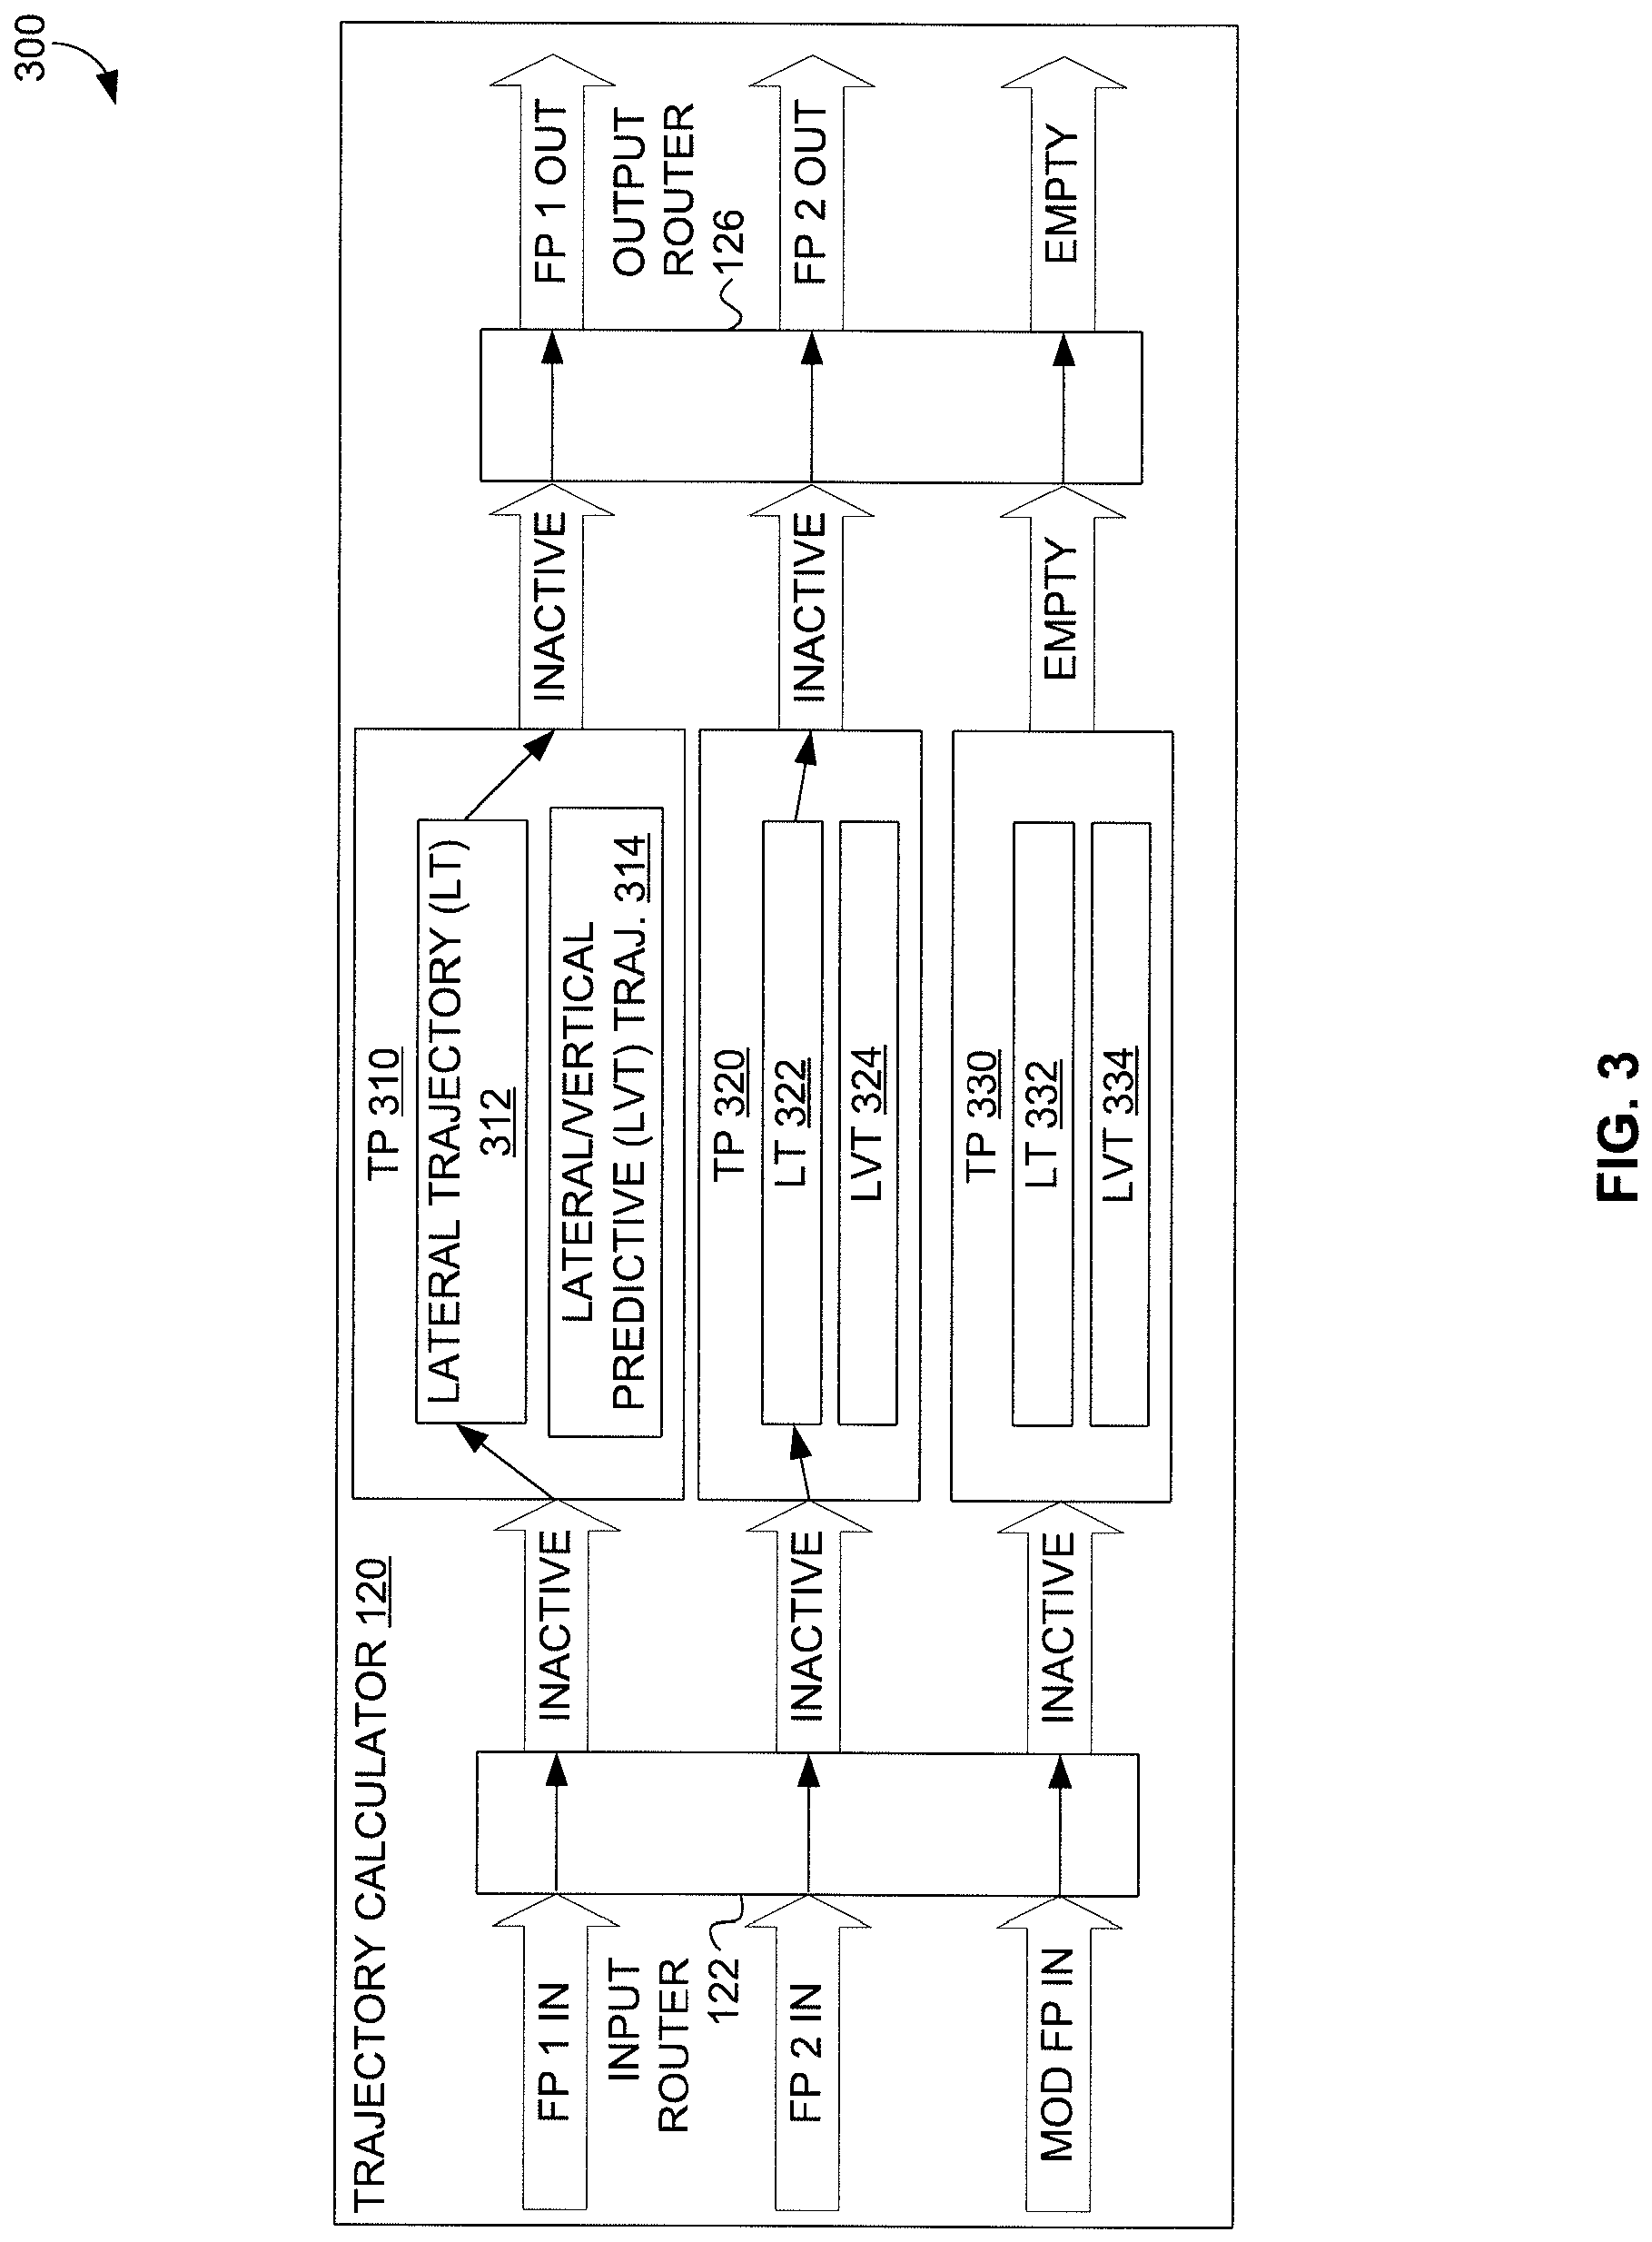 300
TRAJECTORY CALCULATOR 120
FP 1 IN
INPUT
ROUTER
122
FP 2 IN
MOD FP IN
INACTIVE
INACTIVE
INACTIVE
TP 310
LATERAL TRAJECTORY (LT)
312
LATERAL/VERTICAL
PREDICTIVE (LVT) TRAJ. 314
TP 320
LT 322
LVT 324
TP 330
LT 332
LVT 334
INACTIVE
INACTIVE
EMPTY
FP 1 OUT
OUTPUT
ROUTER
126
FP 2 OUT
EMPTY
FIG. 3